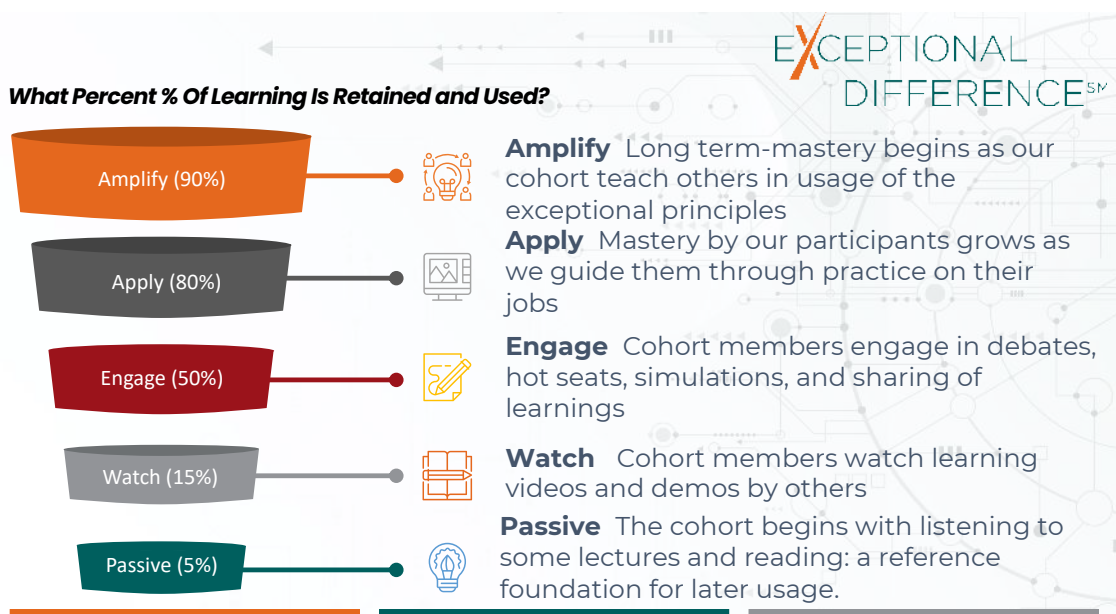 EXCEPTIONAL
DIFFERENCE℠
What Percent % Of Learning Is Retained and Used?
Amplify (90%)
Amplify Long term-mastery begins as our
cohort teach others in usage of the
exceptional principles
Apply (80%)
Apply Mastery by our participants grows as
we guide them through practice on their
jobs
Engage (50%)
Engage Cohort members engage in debates,
hot seats, simulations, and sharing of
learnings
Watch (15%)
Watch Cohort members watch learning
videos and demos by others
Passive (5%)
Passive The cohort begins with listening to
some lectures and reading: a reference
foundation for later usage.